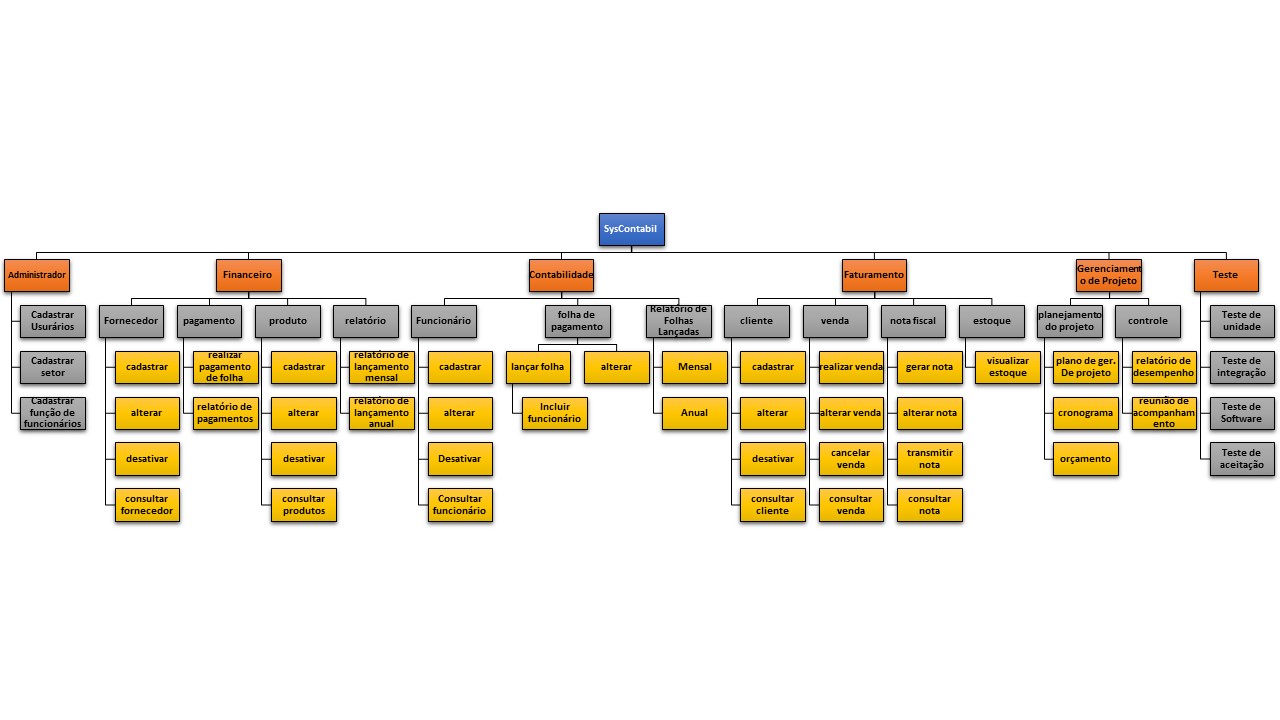 SysContabil
Administrador
Financeiro
Contabilidade
Faturamento
Gerenciament
o de Projeto
Teste
Cadastrar
Usurários
Fornecedor
pagamento
produto
relatório
Funcionário
folha de
pagamento
Relatório de
Folhas
Lançadas
cliente
venda
nota fiscal
estoque
planejamento
do projeto
controle
Teste de
unidade
Cadastrar
setor
cadastrar
realizar
pagamento
de folha
cadastrar
relatório de
lançamento
mensal
cadastrar
lançar folha
alterar
Mensal
cadastrar
realizar venda
gerar nota
visualizar
estoque
plano de ger.
De projeto
relatório de
desempenho
Teste de
integração
Cadastrar
função de
funcionários
alterar
relatório de
pagamentos
alterar
relatório de
lançamento
anual
alterar
Incluir
funcionário
Anual
alterar
alterar venda
alterar nota
cronograma
reunião de
acompanham
ento
Teste de
Software
desativar
desativar
Desativar
desativar
cancelar
venda
transmitir
nota
orçamento
Teste de
aceitação
consultar
fornecedor
consultar
produtos
Consultar
funcionário
consultar
cliente
consultar
venda
consultar
nota